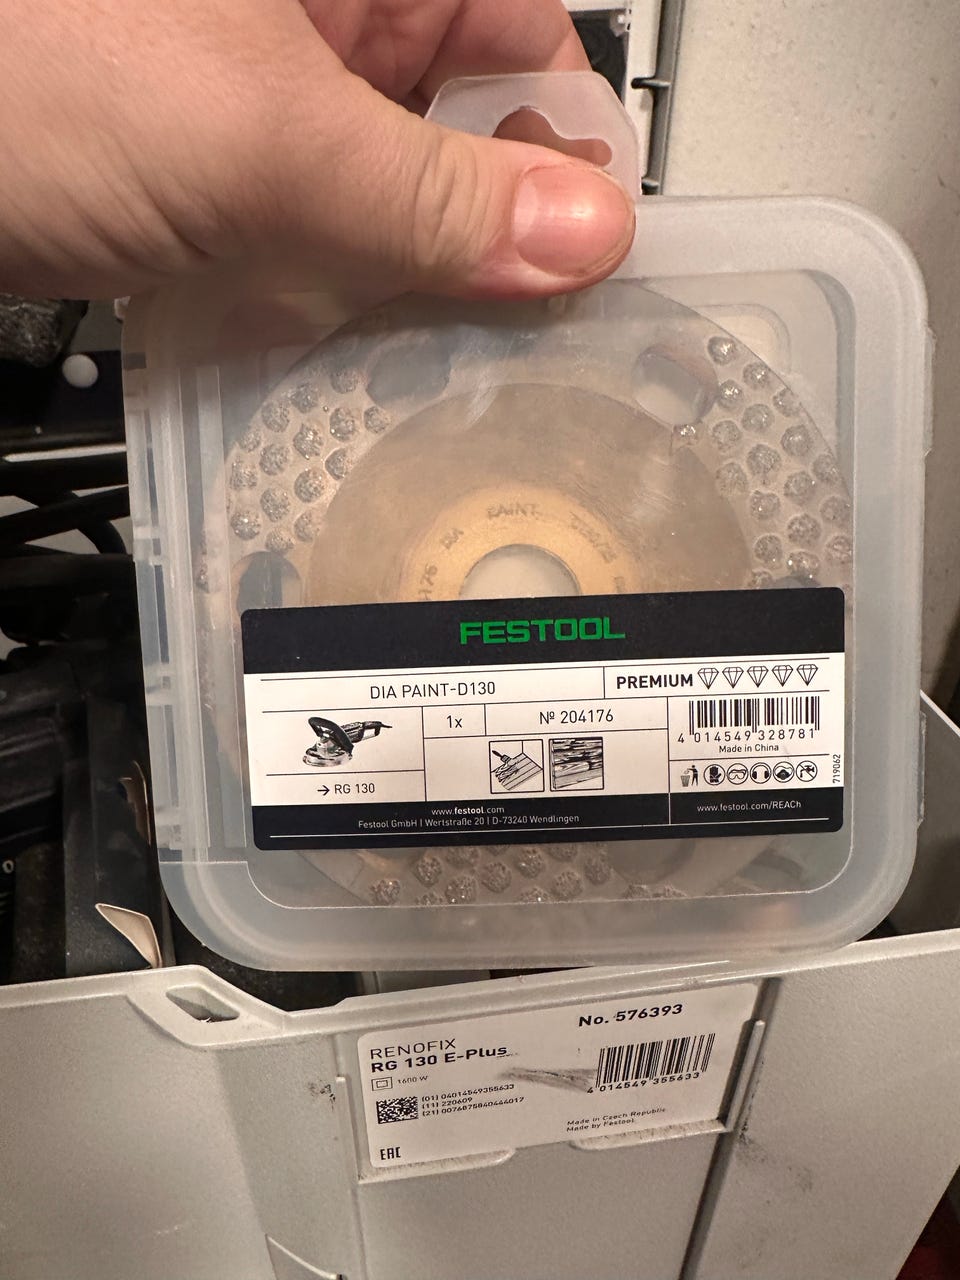 DIA PAINT
FESTOOL
DIA PAINT-D130
PREMIUM
1x
№ 204176
4 014549 328781
Made in China
→ RG 130
719062
www.festool.com
Festool GmbH | Wertstraße 20 | D-73240 Wendlingen
www.festool.com/REACh
No. 576393
RENOFIX
RG 130 E-Plus
1600 W
4 014549 355633
(01) 04014549355633
(11) 220609
(21) 0076875840444017
Made in Czech Republic
Made by Festool
EAC